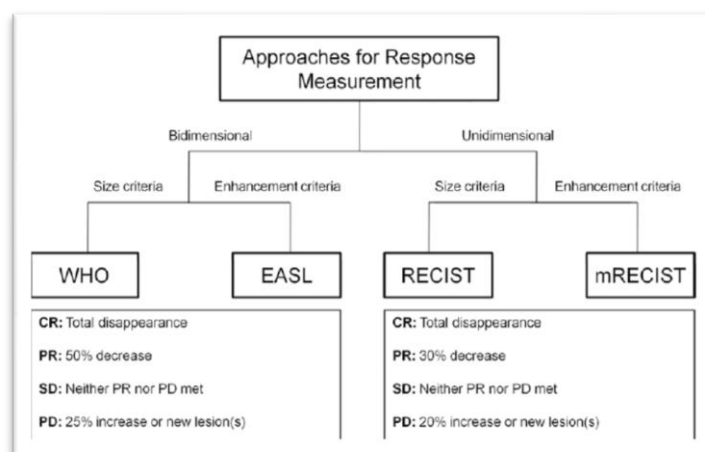 Approaches for Response
Measurement
Bidimensional
Unidimensional
Size criteria
Enhancement criteria
Size criteria
Enhancement criteria
WHO
EASL
RECIST
mRECIST
CR: Total disappearance
PR: 50% decrease
SD: Neither PR nor PD met
PD: 25% increase or new lesion(s)
CR: Total disappearance
PR: 30% decrease
SD: Neither PR nor PD met
PD: 20% increase or new lesion(s)